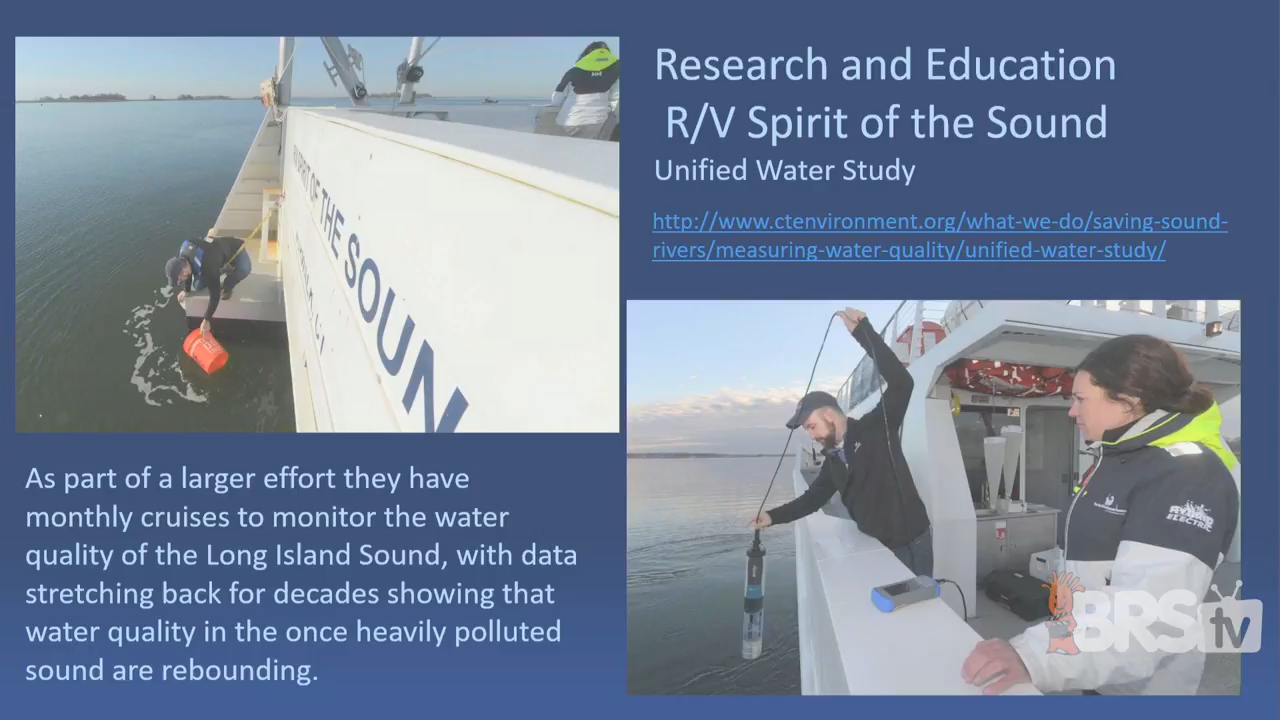 Research and Education
R/V Spirit of the Sound
Unified Water Study
http://www.ctenvironment.org/what-we-do/saving-sound-
rivers/measuring-water-quality/unified-water-study/
SPIRIT OF THE SOUN
As part of a larger effort they have
monthly cruises to monitor the water
quality of the Long Island Sound, with data
stretching back for decades showing that
water quality in the once heavily polluted
sound are rebounding.
HYBRID
ELECTRIC
BRS tv